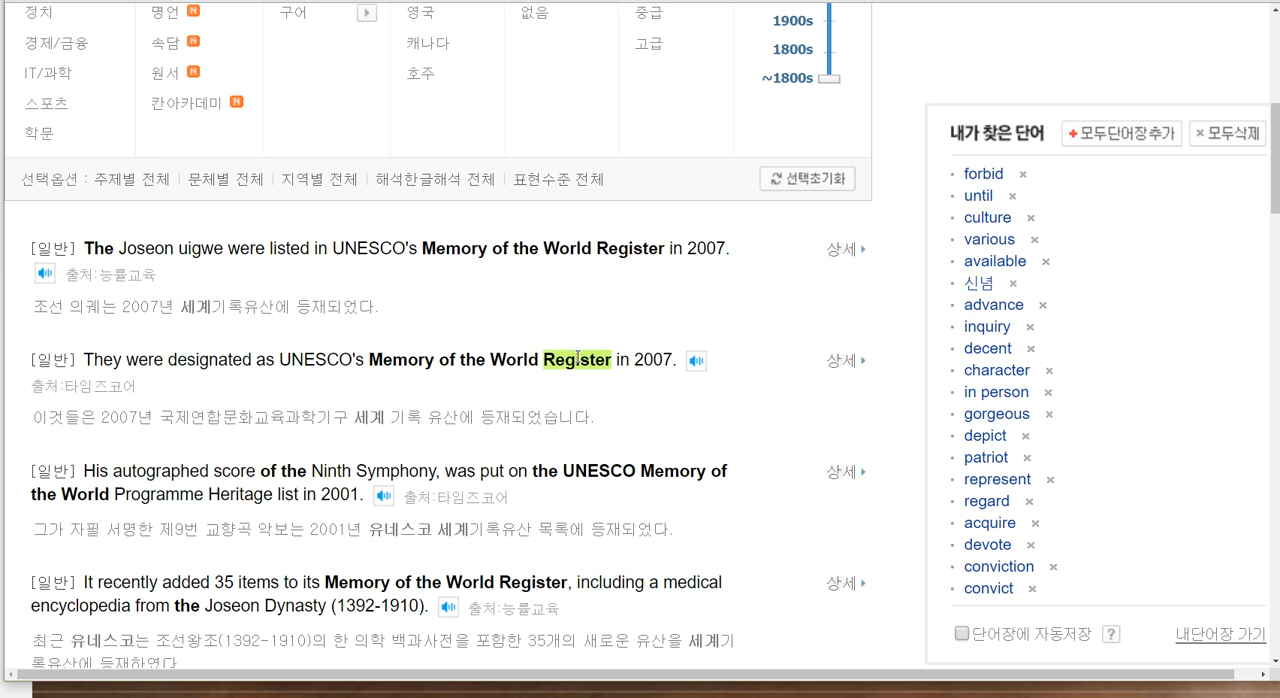 정치 명언 N 구어 영국 없음 중급
경제/금융 속담 N 캐나다 고급
IT/과학 원서 N 호주
스포츠 칸아카데미 N
학문
1900s
1800s
~1800s
선택옵션 : 주제별 전체 | 문체별 전체 | 지역별 전체 | 해석한글해석 전체 | 표현수준 전체 선택초기화
[일반] The Joseon uigwe were listed in UNESCO's Memory of the World Register in 2007. 상세
출처:능률교육
조선 의궤는 2007년 세계기록유산에 등재되었다.
[일반] They were designated as UNESCO's Memory of the World Register in 2007. 상세
출처:타임즈코어
이것들은 2007년 국제연합문화교육과학기구 세계 기록 유산에 등재되었습니다.
[일반] His autographed score of the Ninth Symphony, was put on the UNESCO Memory of 상세
the World Programme Heritage list in 2001. 출처:타임즈코어
그가 자필 서명한 제9번 교향곡 악보는 2001년 유네스코 세계기록유산 목록에 등재되었다.
[일반] It recently added 35 items to its Memory of the World Register, including a medical 상세
encyclopedia from the Joseon Dynasty (1392-1910). 출처:능률교육
최근 유네스코는 조선왕조(1392-1910)의 한 의학 백과사전을 포함한 35개의 새로운 유산을 세계기
록유산에 등재하였다
내가 찾은 단어 + 모두단어장추가 × 모두삭제
forbid ×
until ×
culture ×
various ×
available ×
신념 ×
advance ×
inquiry ×
decent ×
character ×
in person ×
gorgeous ×
depict ×
patriot ×
represent ×
regard ×
acquire ×
devote ×
conviction ×
convict ×
단어장에 자동저장 ? 내단어장 가기